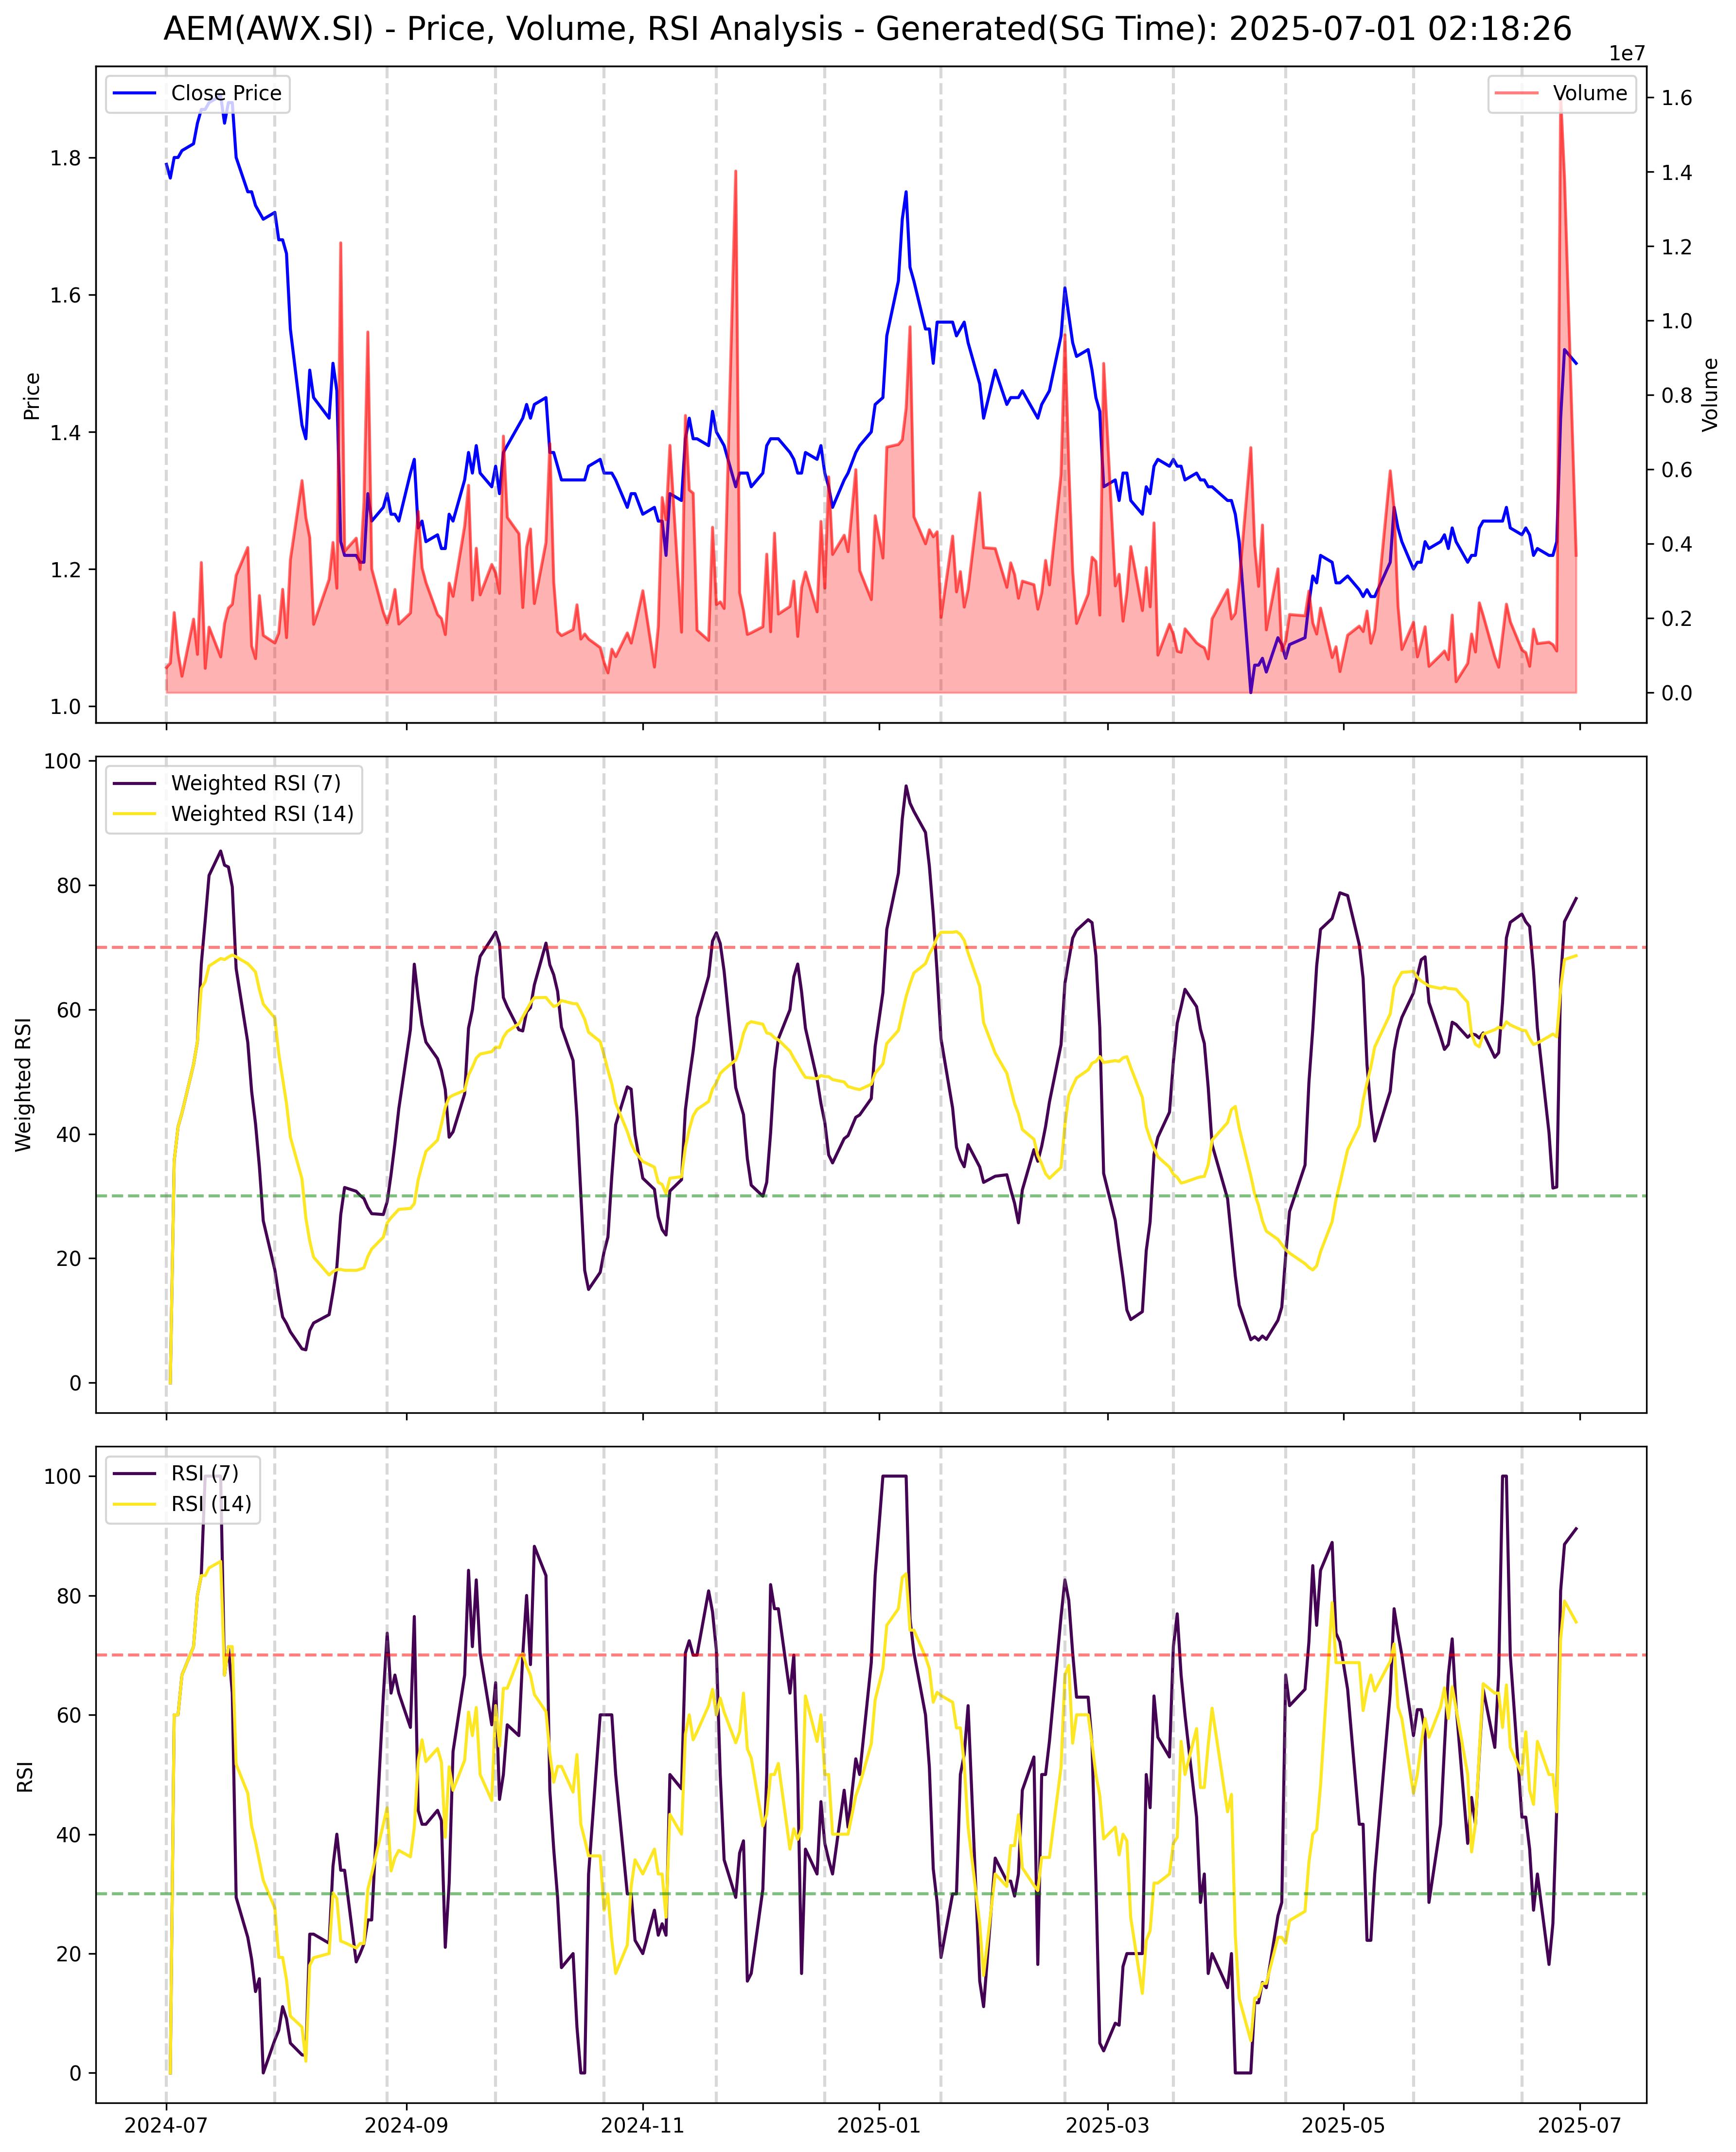 AEM(AWX.SI) - Price, Volume, RSI Analysis - Generated(SG Time): 2025-07-01 02:18:26
1e7
Close Price
Volume
1.8
1.6
1.4
1.2
1.0
Price
1.6
1.4
1.2
1.0
0.8
0.6
0.4
0.2
0.0
Volume
Weighted RSI (7)
Weighted RSI (14)
100
80
60
40
20
0
Weighted RSI
RSI (7)
RSI (14)
100
80
60
40
20
0
RSI
2024-07
2024-09
2024-11
2025-01
2025-03
2025-05
2025-07